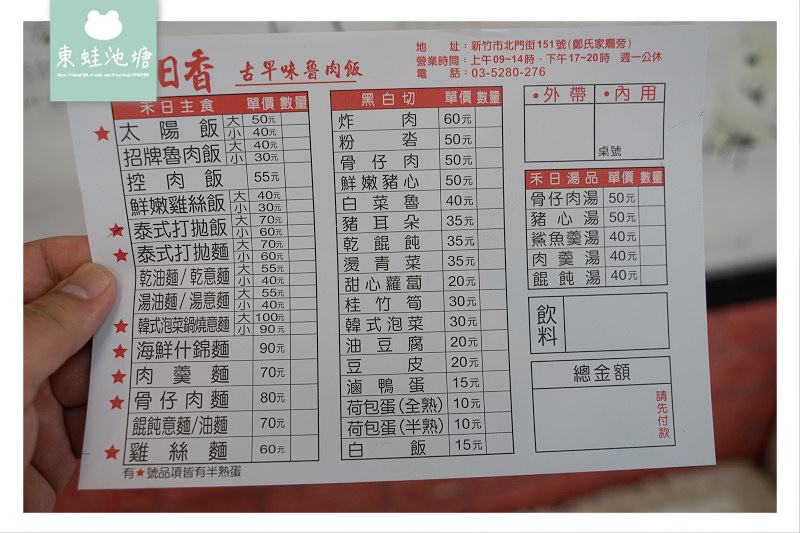 東蛙池塘
日香 古早味魯肉飯
地 址：新竹市北門街151號(鄭氏家廟旁)
營業時間：上午09~14時、下午17~20時 週一公休
電 話：03-5280-276
禾日主食 單價 數量
★ 太陽飯 大 50元
小 40元
招牌魯肉飯 大 40元
小 30元
控肉飯 55元
鮮嫩雞絲飯 大 40元
小 30元
★ 泰式打拋飯 大 70元
小 60元
★ 泰式打拋麵 大 70元
小 60元
乾油麵/乾意麵 大 55元
小 40元
湯油麵/湯意麵 大 55元
小 40元
★ 韓式泡菜鍋燒意麵 大 100元
小 90元
★ 海鮮什錦麵 90元
★ 肉羹麵 70元
★ 骨仔肉麵 80元
餛飩意麵/油麵 70元
★ 雞絲麵 60元
有★號品項皆有半熟蛋
黑白切 單價 數量
炸肉 60元
粉沯 50元
骨仔肉 50元
鮮嫩豬心 50元
白菜魯 40元
豬耳朵 35元
乾餛飩 35元
燙青菜 35元
甜心蘿蔔 20元
桂竹筍 30元
韓式泡菜 30元
油豆腐 20元
豆皮 20元
滷鴨蛋 15元
荷包蛋(全熟) 10元
荷包蛋(半熟) 10元
白飯 15元
•外帶 •內用
桌號
禾日湯品 單價 數量
骨仔肉湯 50元
豬心湯 50元
鯊魚羹湯 40元
肉羹湯 40元
餛飩湯 40元
飲料
總金額
請先付款